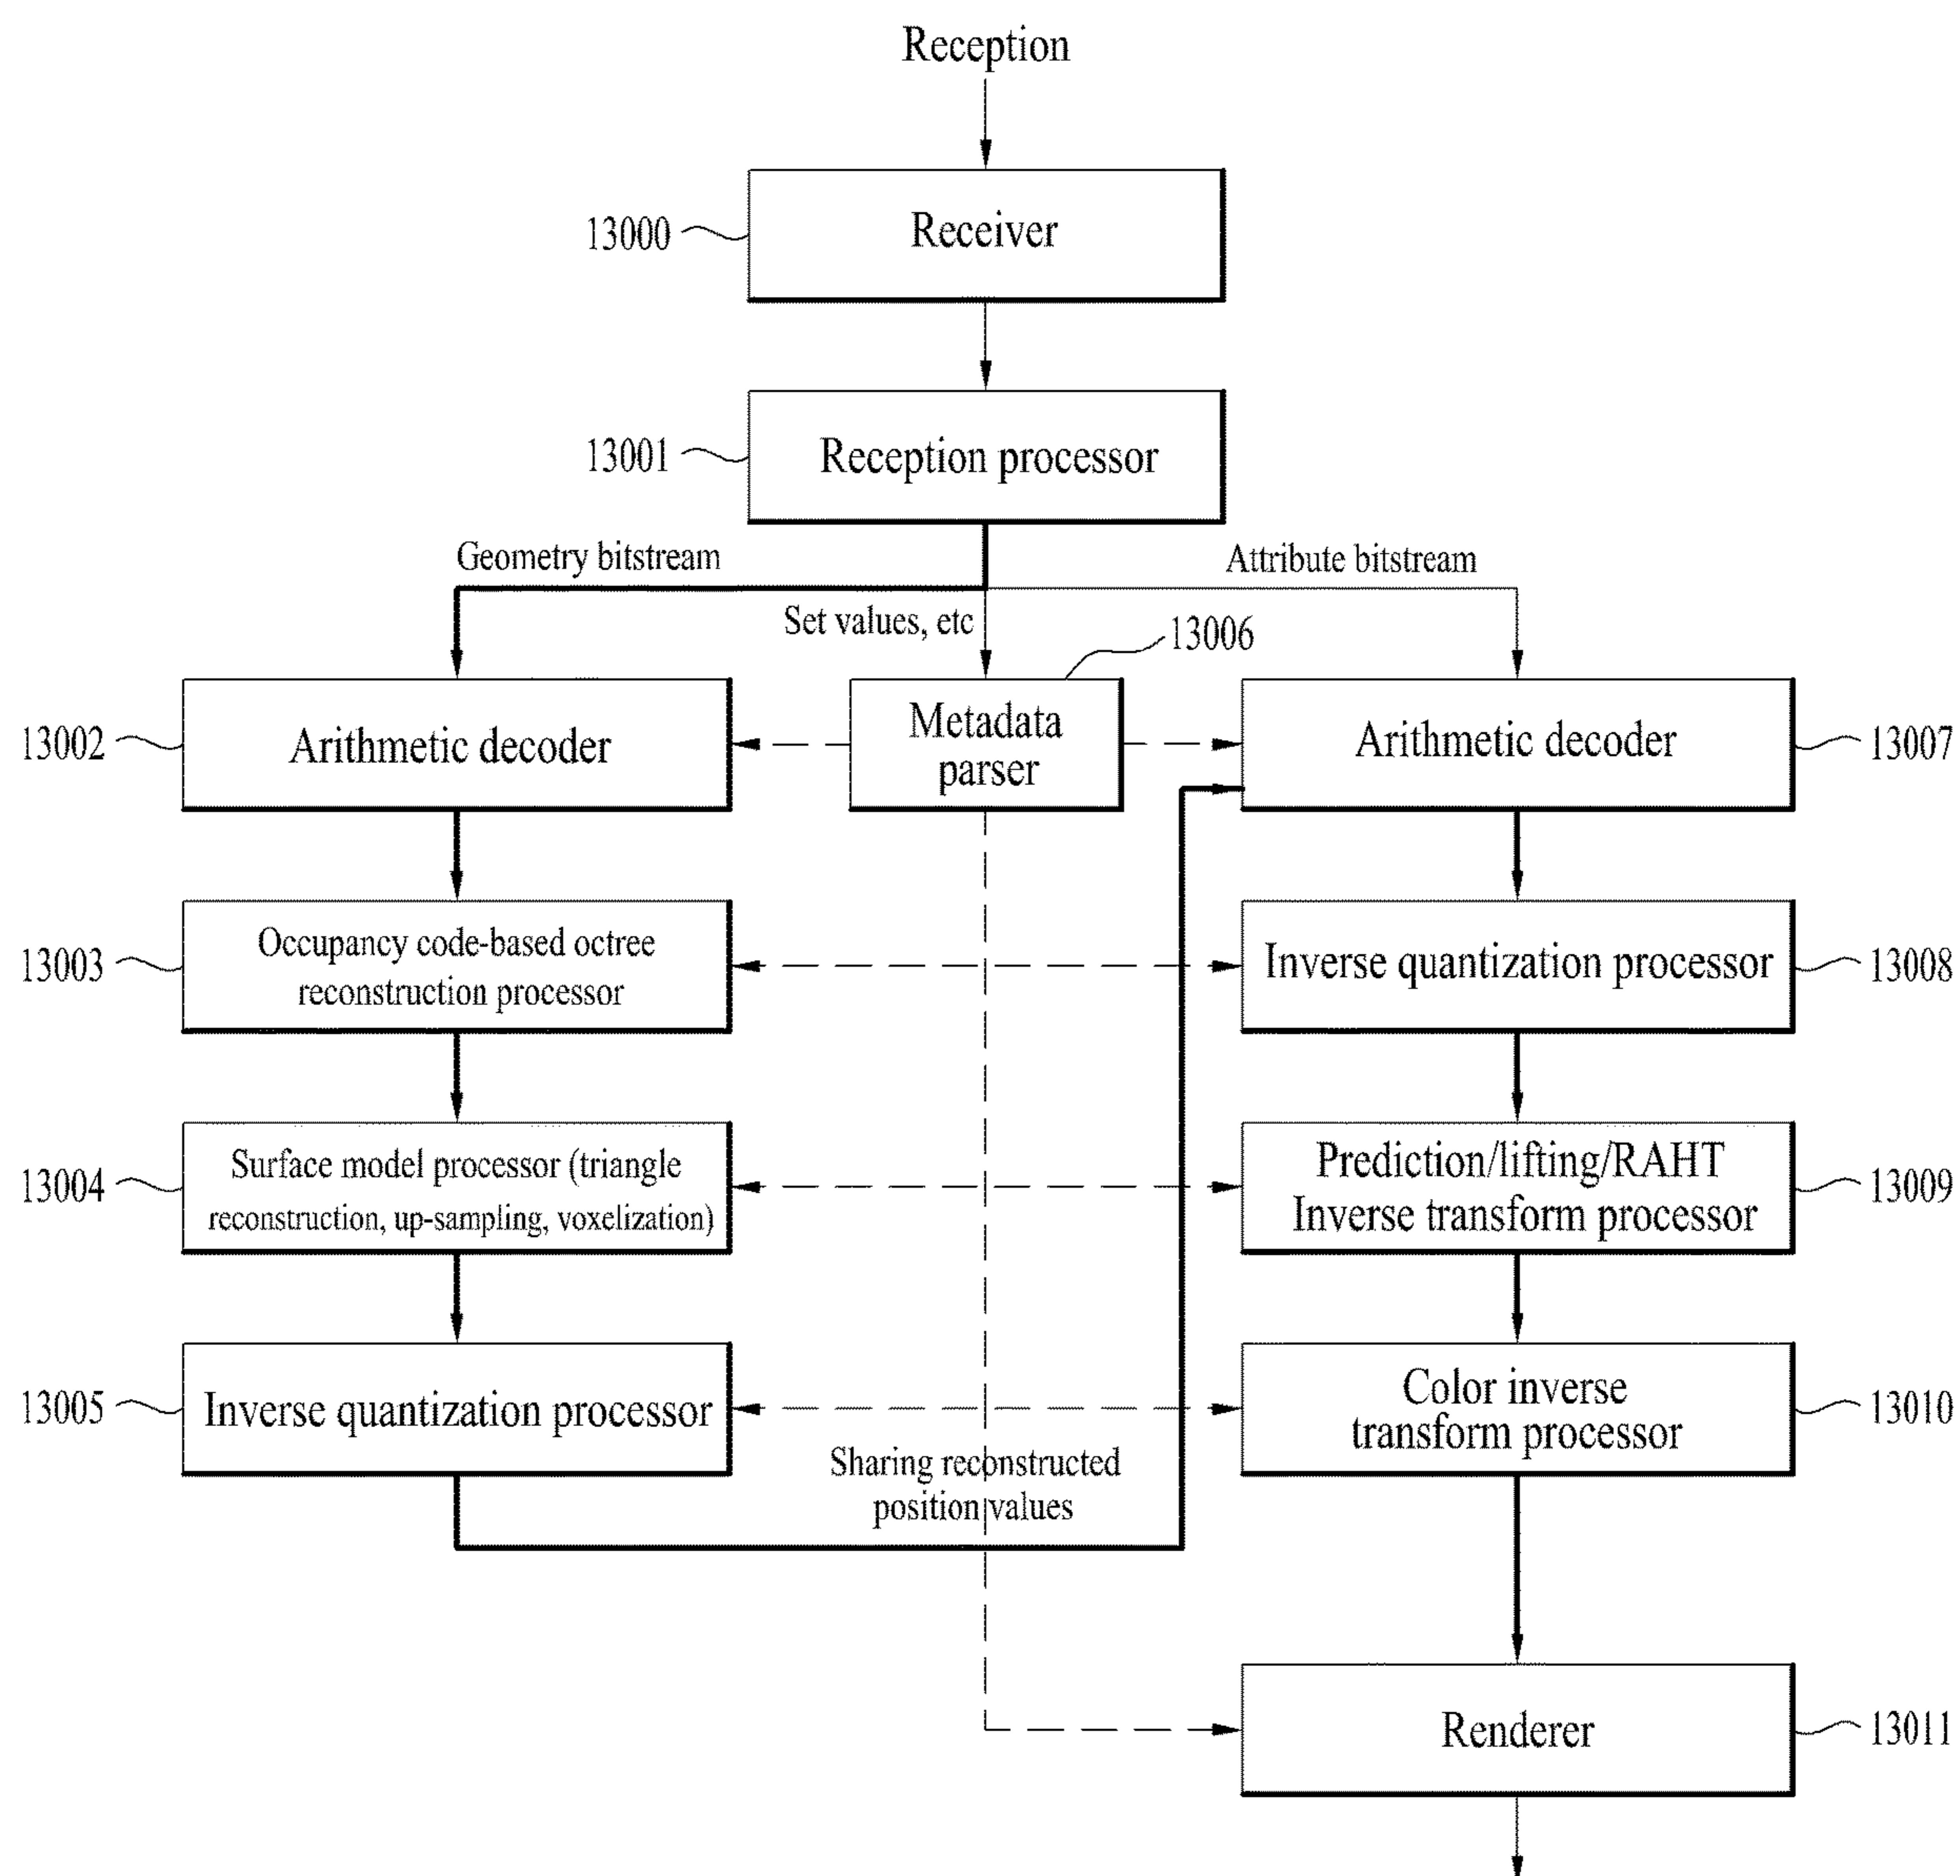 Reception
13000
Receiver
13001
Reception processor
Geometry bitstream
Attribute bitstream
Set values, etc
13006
13002
Arithmetic decoder
Metadata
parser
Arithmetic decoder
13007
13003
Occupancy code-based octree
reconstruction processor
Inverse quantization processor
13008
13004
Surface model processor (triangle
reconstruction, up-sampling, voxelization)
Prediction/lifting/RAHT
Inverse transform processor
13009
13005
Inverse quantization processor
Color inverse
transform processor
13010
Sharing reconstructed
position values
Renderer
13011